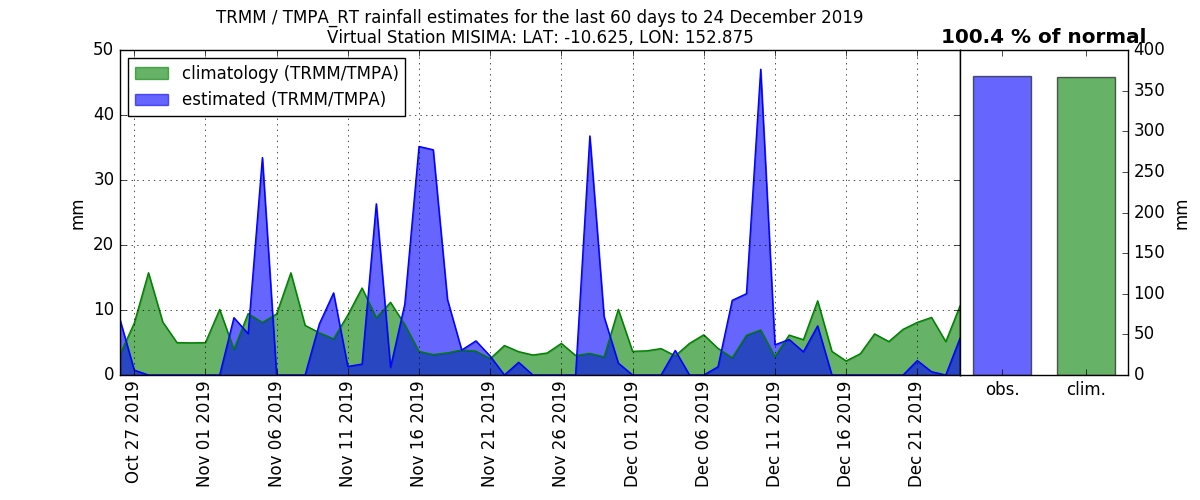 TRMM / TMPA_RT rainfall estimates for the last 60 days to 24 December 2019
Virtual Station MISIMA: LAT: -10.625, LON: 152.875
100.4 % of normal
climatology (TRMM/TMPA)
estimated (TRMM/TMPA)
50
40
30
20
10
0
mm
Oct 27 2019
Nov 01 2019
Nov 06 2019
Nov 11 2019
Nov 16 2019
Nov 21 2019
Nov 26 2019
Dec 01 2019
Dec 06 2019
Dec 11 2019
Dec 16 2019
Dec 21 2019
obs.
clim.
400
350
300
250
200
150
100
50
0
mm